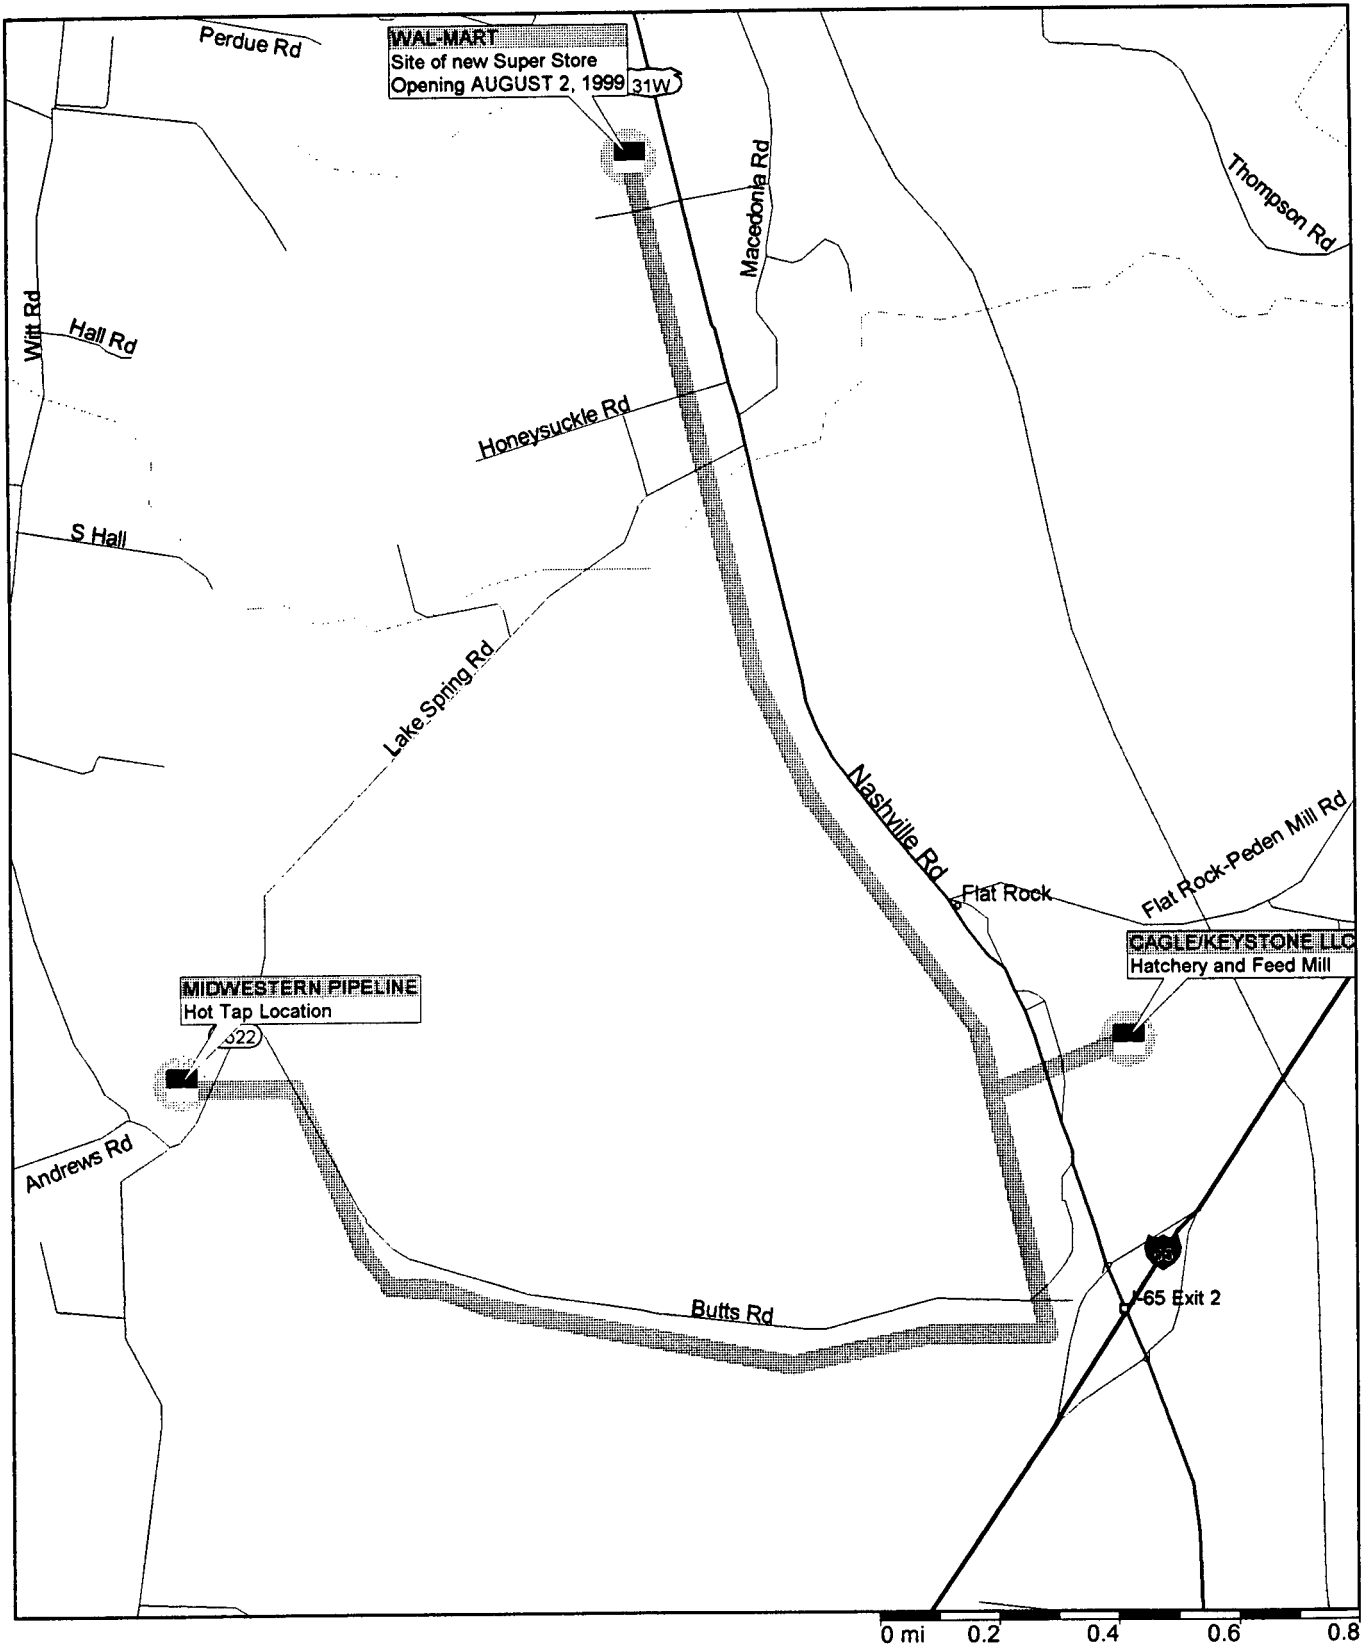 Perdue Rd
WAL-MART
Site of new Super Store
Opening AUGUST 2, 1999
31W
Macedonia Rd
Thompson Rd
Witt Rd
Hall Rd
Honeysuckle Rd
S Hall
Lake Spring Rd
Nashville Rd
Flat Rock-Peden Mill Rd
Flat Rock
CAGLE/KEYSTONE LLC
Hatchery and Feed Mill
MIDWESTERN PIPELINE
Hot Tap Location
Andrews Rd
65
I-65 Exit 2
Butts Rd
0 mi 0.2 0.4 0.6 0.8